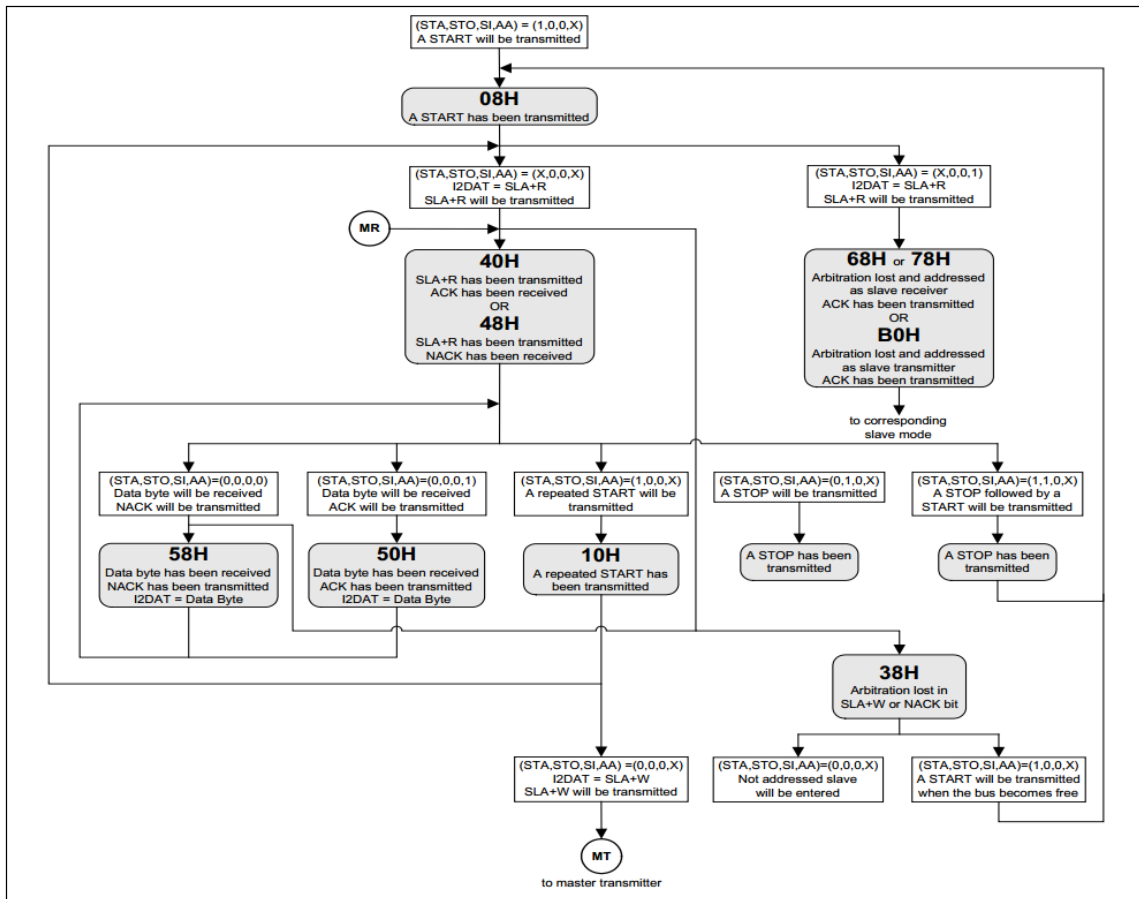 (STA,STO,SI,AA) = (1,0,0,X)
A START will be transmitted
08H
A START has been transmitted
(STA,STO,SI,AA) = (X,0,0,X)
I2DAT = SLA+R
SLA+R will be transmitted
(STA,STO,SI,AA) = (X,0,0,1)
I2DAT = SLA+R
SLA+R will be transmitted
MR
40H
SLA+R has been transmitted
ACK has been received
OR
48H
SLA+R has been transmitted
NACK has been received
68H or 78H
Arbitration lost and addressed
as slave receiver
ACK has been transmitted
OR
B0H
Arbitration lost and addressed
as slave transmitter
ACK has been transmitted
to corresponding
slave mode
(STA,STO,SI,AA)=(0,0,0,0)
Data byte will be received
NACK will be transmitted
(STA,STO,SI,AA)=(0,0,0,1)
Data byte will be received
ACK will be transmitted
(STA,STO,SI,AA)=(1,0,0,X)
A repeated START will be
transmitted
(STA,STO,SI,AA)=(0,1,0,X)
A STOP will be transmitted
(STA,STO,SI,AA)=(1,1,0,X)
A STOP followed by a
START will be transmitted
58H
Data byte has been received
NACK has been transmitted
I2DAT = Data Byte
50H
Data byte has been received
ACK has been transmitted
I2DAT = Data Byte
10H
A repeated START has
been transmitted
A STOP has been
transmitted
A STOP has been
transmitted
38H
Arbitration lost in
SLA+W or NACK bit
(STA,STO,SI,AA) =(0,0,0,X)
I2DAT = SLA+W
SLA+W will be transmitted
(STA,STO,SI,AA)=(0,0,0,X)
Not addressed slave
will be entered
(STA,STO,SI,AA)=(1,0,0,X)
A START will be transmitted
when the bus becomes free
MT
to master transmitter